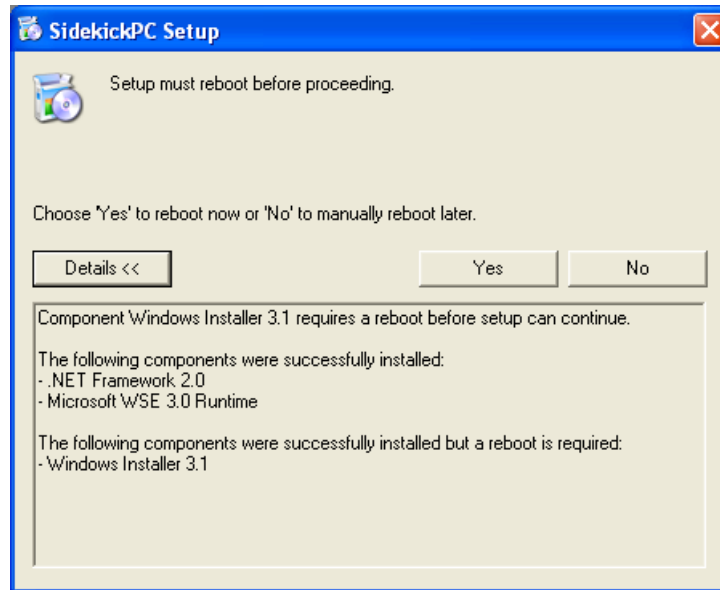 SidekickPC Setup
Setup must reboot before proceeding.
Choose 'Yes' to reboot now or 'No' to manually reboot later.
Details <<
Yes
No
Component Windows Installer 3.1 requires a reboot before setup can continue.
The following components were successfully installed:
- .NET Framework 2.0
- Microsoft WSE 3.0 Runtime
The following components were successfully installed but a reboot is required:
- Windows Installer 3.1